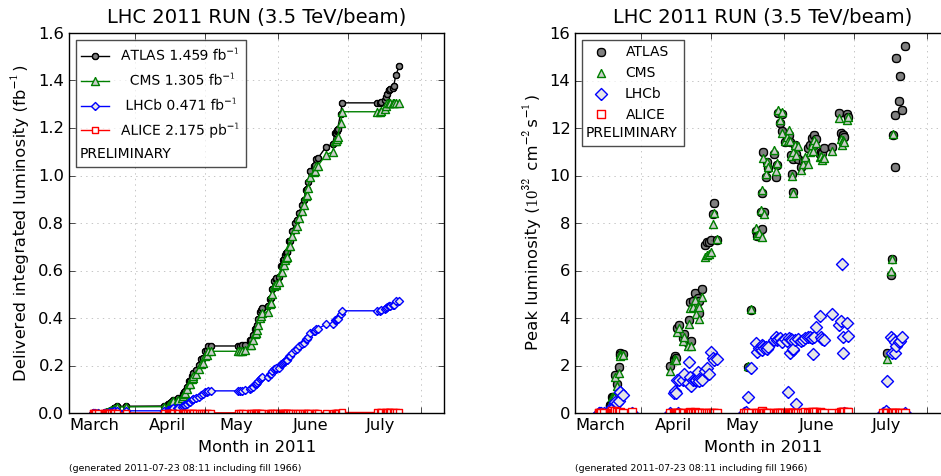 LHC 2011 RUN (3.5 TeV/beam)
1.6
1.4
1.2
1.0
0.8
0.6
0.4
0.2
0.0
Delivered integrated luminosity (fb⁻¹)
ATLAS 1.459 fb⁻¹
CMS 1.305 fb⁻¹
LHCb 0.471 fb⁻¹
ALICE 2.175 pb⁻¹
PRELIMINARY
March April May June July
Month in 2011
(generated 2011-07-23 08:11 including fill 1966)
LHC 2011 RUN (3.5 TeV/beam)
16
14
12
10
8
6
4
2
0
Peak luminosity (10³² cm⁻² s⁻¹)
ATLAS
CMS
LHCb
ALICE
PRELIMINARY
March April May June July
Month in 2011
(generated 2011-07-23 08:11 including fill 1966)